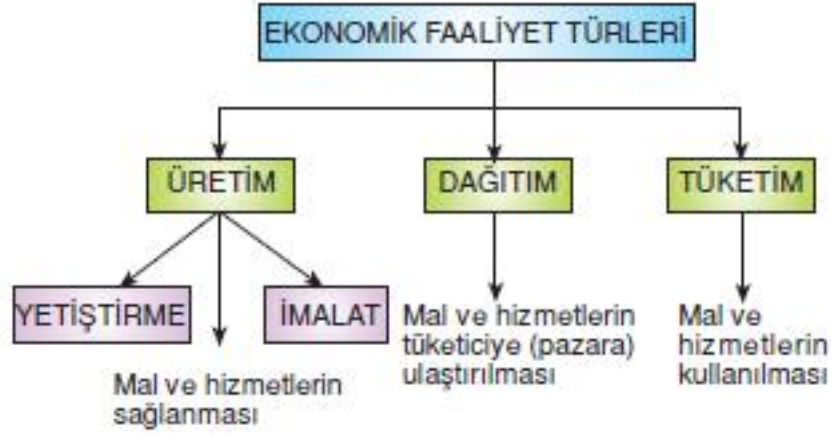 EKONOMİK FAALİYET TÜRLERİ
ÜRETİM
DAĞITIM
TÜKETİM
YETİŞTİRME
İMALAT
Mal ve hizmetlerin
sağlanması
Mal ve hizmetlerin
tüketiciye (pazara)
ulaştırılması
Mal ve
hizmetlerin
kullanılması